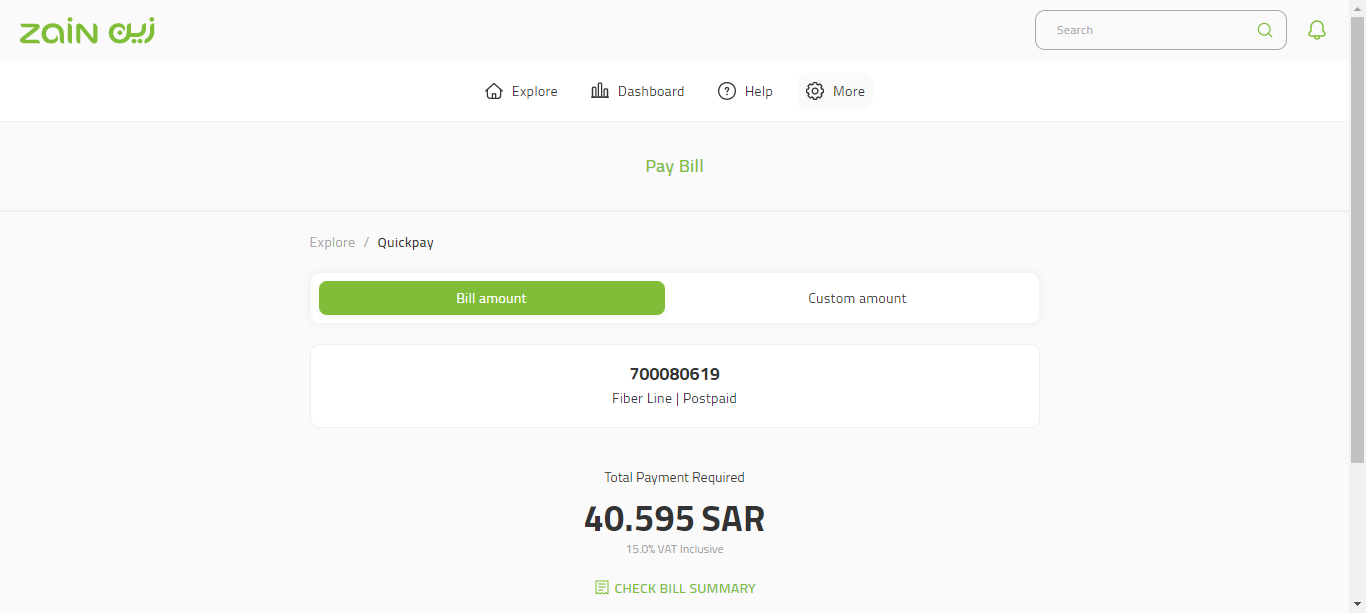 zain زين
Search
Explore
Dashboard
Help
More
Pay Bill
Explore / Quickpay
Bill amount
Custom amount
700080619
Fiber Line | Postpaid
Total Payment Required
40.595 SAR
15.0% VAT Inclusive
CHECK BILL SUMMARY